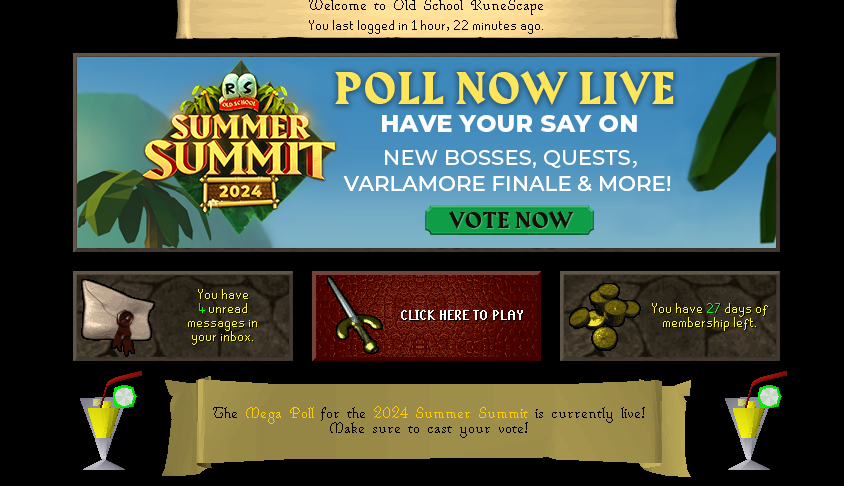 Welcome to Old School RuneScape
You last logged in 1 hour, 22 minutes ago.
RS
OLD SCHOOL
SUMMER
SUMMIT
2024
POLL NOW LIVE
HAVE YOUR SAY ON
NEW BOSSES, QUESTS,
VARLAMORE FINALE & MORE!
VOTE NOW
You have
4 unread
messages in
your inbox.
CLICK HERE TO PLAY
You have 27 days of
membership left.
The Mega Poll for the 2024 Summer Summit is currently live!
Make sure to cast your vote!